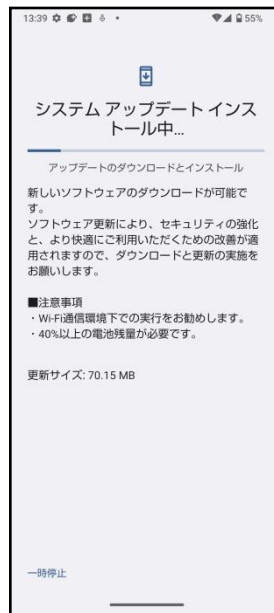 13:39
55%
システム アップデート インス
トール中...
アップデートのダウンロードとインストール
新しいソフトウェアのダウンロードが可能で
す。
ソフトウェア更新により、セキュリティの強化
と、より快適にご利用いただくための改善が適
用されますので、ダウンロードと更新の実施を
お願いします。
■注意事項
・Wi-Fi通信環境下での実行をお勧めします。
・40%以上の電池残量が必要です。
更新サイズ: 70.15 MB
一時停止